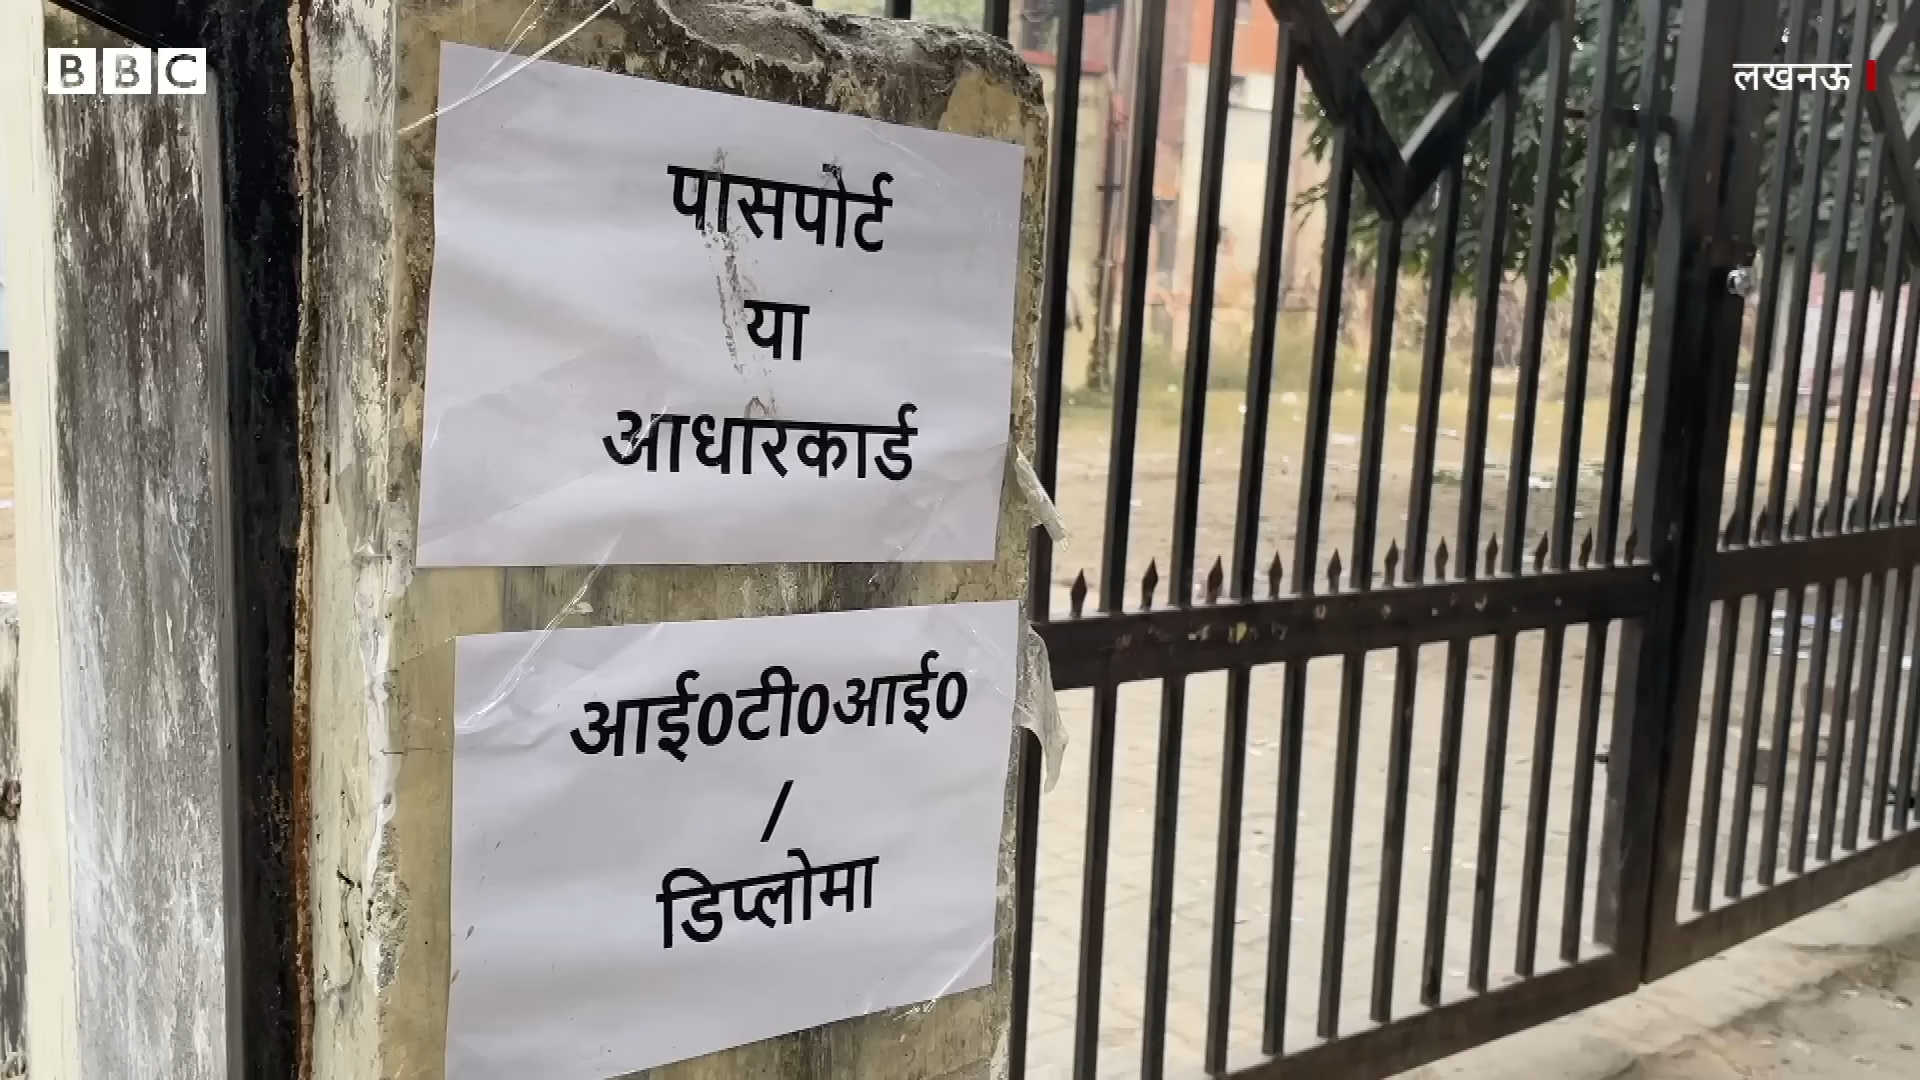 BBC
लखनऊ
पासपोर्ट
या
आधारकार्ड
आई0टी0आई0
/
डिप्लोमा